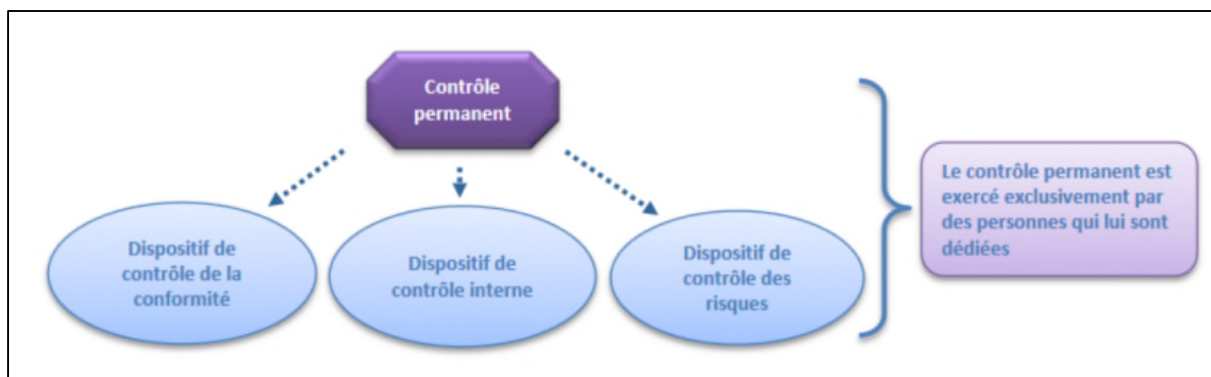 Contrôle
permanent
Dispositif de
contrôle de la
conformité
Dispositif de
contrôle interne
Dispositif de
contrôle des
risques
Le contrôle permanent est
exercé exclusivement par
des personnes qui lui sont
dédiées